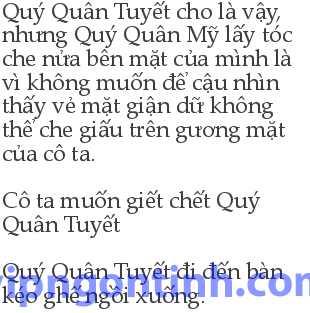 Quý Quân Tuyết cho là vậy,
nhưng Quý Quân Mỹ lấy tóc
che nửa bên mặt của mình là
vì không muốn để cậu nhìn
thấy vẻ mặt giận dữ không
thể che giấu trên gương mặt
của cô ta.
Cô ta muốn giết chết Quý
Quân Tuyết
Quý Quân Tuyết đi đến bàn
kéo ghế ngồi xuống.
vipngontinh.com